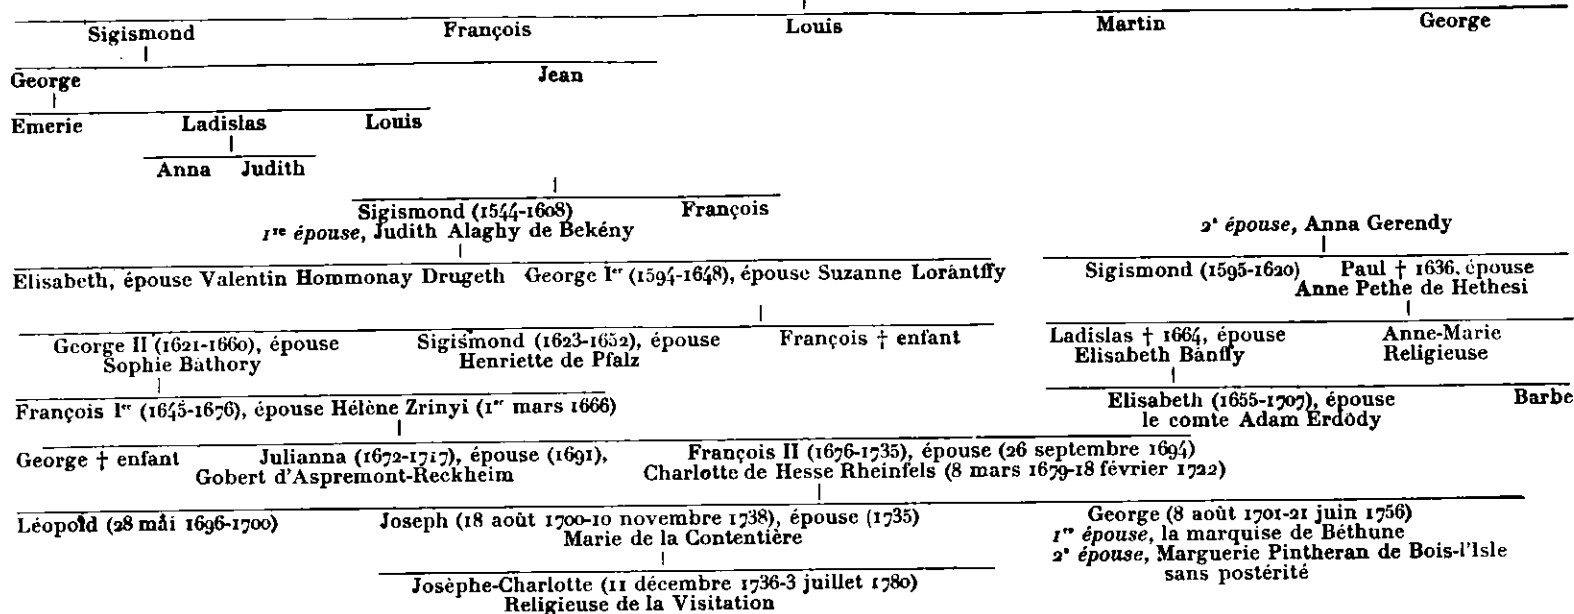 Sigismond François Louis Martin George
George Jean
Emerie Ladislas Louis
Anna Judith
Sigismond (1544-1608) François
1re épouse, Judith Alaghy de Bekény 2e épouse, Anna Gerendy
Elisabeth, épouse Valentin Hommonay Drugeth George Ier (1594-1648), épouse Suzanne Lorántffy Sigismond (1595-1620) Paul † 1636, épouse
Anne Pethe de Hethesi
George II (1621-1660), épouse Sigismond (1623-1652), épouse François † enfant Ladislas † 1664, épouse Anne-Marie
Sophie Báthory Henriette de Pfalz Elisabeth Bánffy Religieuse
François Ier (1645-1676), épouse Hélène Zrinyi (1er mars 1666) Elisabeth (1655-1707), épouse Barbe
le comte Adam Erdödy
George † enfant Julianna (1672-1717), épouse (1691), François II (1676-1735), épouse (26 septembre 1694)
Gobert d'Aspremont-Reckheim Charlotte de Hesse Rheinfels (8 mars 1679-18 février 1722)
Léopold (28 mai 1696-1700) Joseph (18 août 1700-10 novembre 1738), épouse (1735) George (8 août 1701-21 juin 1756)
Marie de la Contentière 1re épouse, la marquise de Béthune
2e épouse, Marguerie Pintheran de Bois-l'Isle
sans postérité
Josèphe-Charlotte (11 décembre 1736-3 juillet 1780)
Religieuse de la Visitation